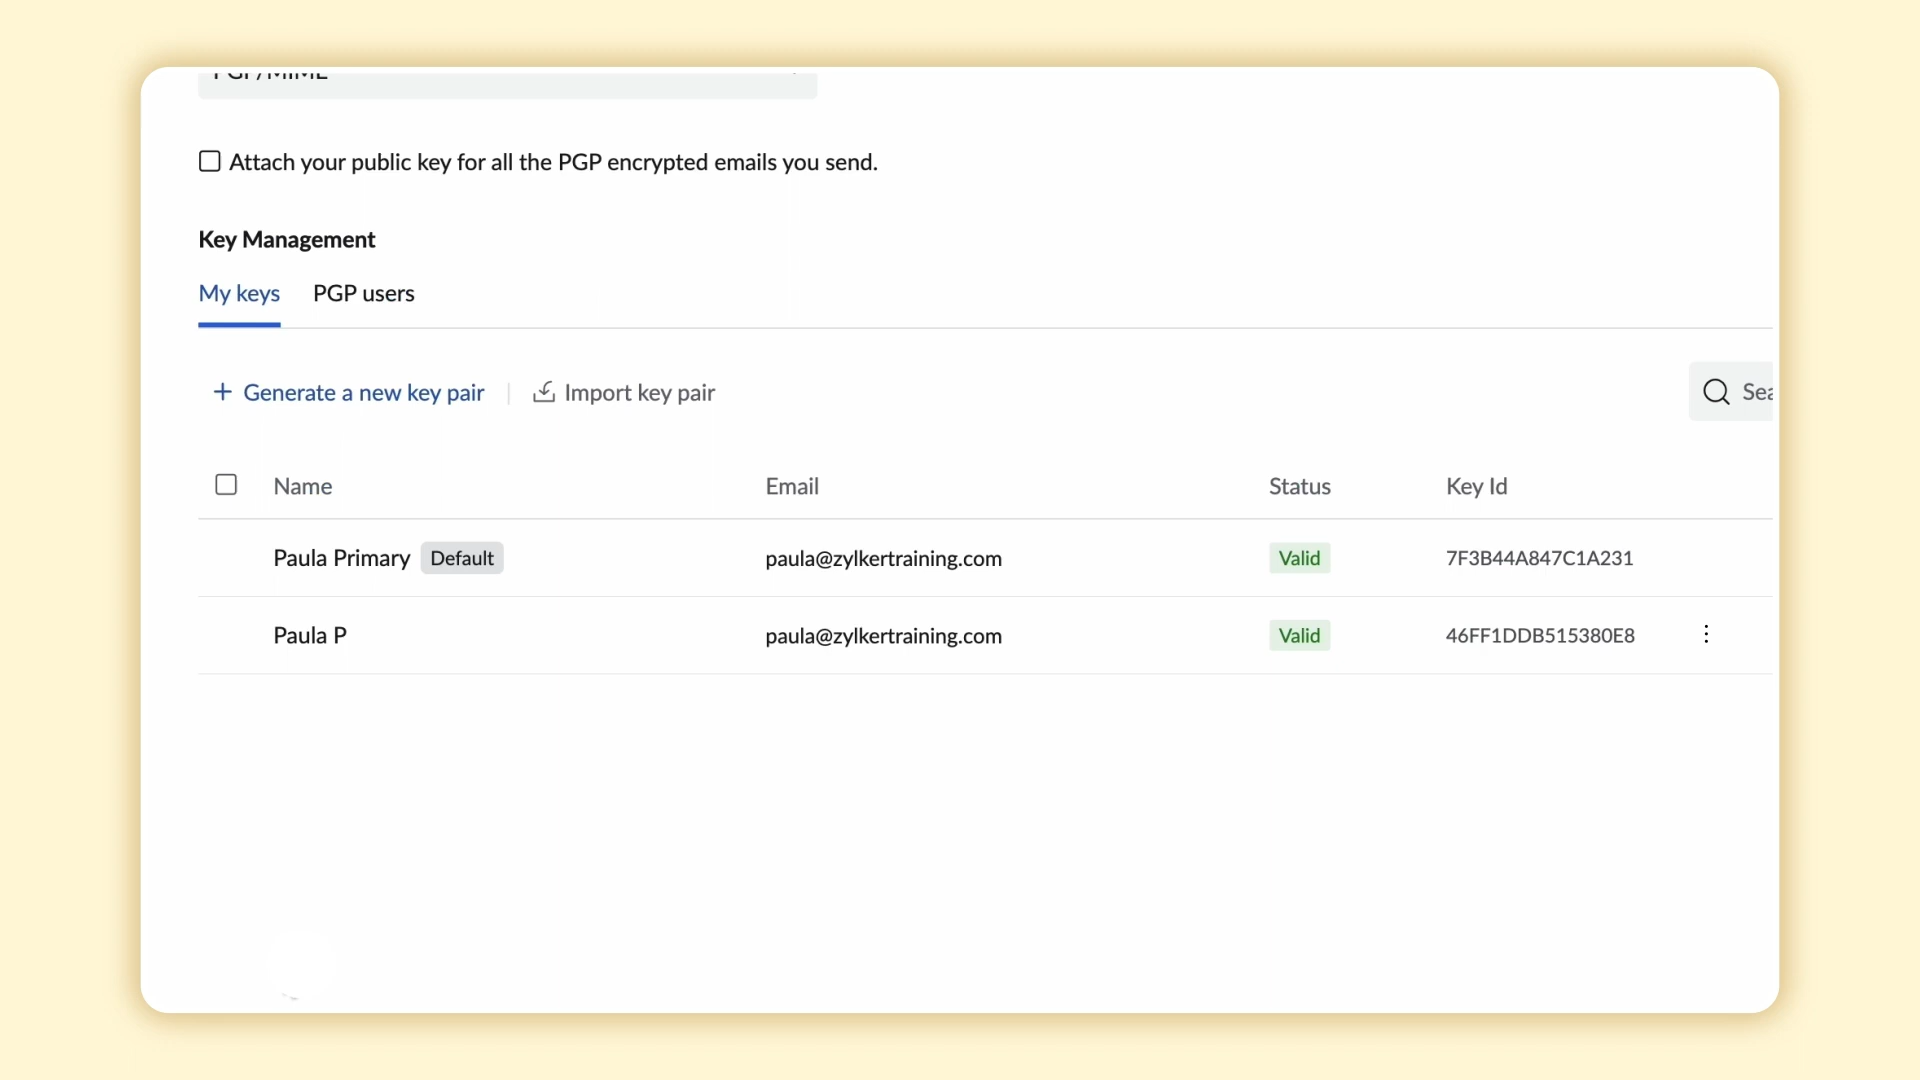 PGP/MIME
Attach your public key for all the PGP encrypted emails you send.
Key Management
My keys PGP users
+ Generate a new key pair | Import key pair
Name Email Status Key Id
Paula Primary Default paula@zylkertraining.com Valid 7F3B44A847C1A231
Paula P paula@zylkertraining.com Valid 46FF1DDB515380E8